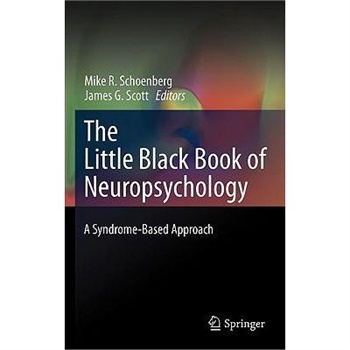 Mike R. Schoenberg
James G. Scott Editors
The
Little Black Book of
Neuropsychology
A Syndrome-Based Approach
Springer